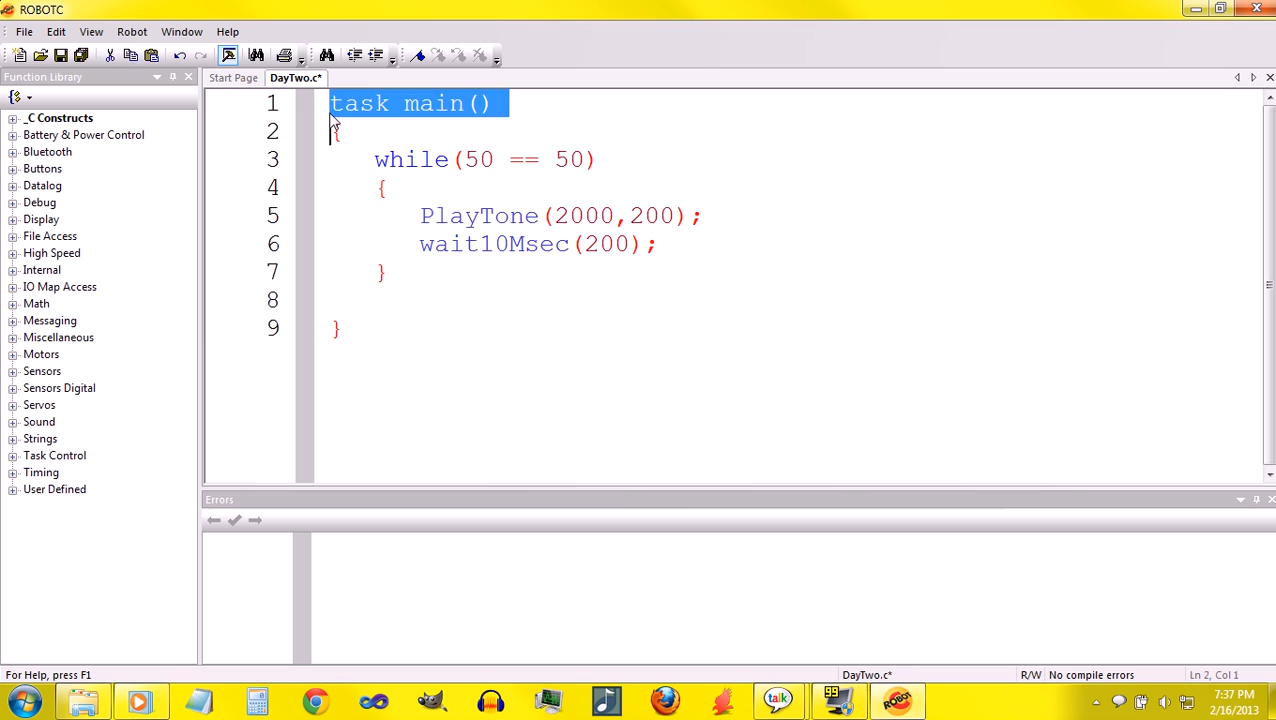 ROBOTC
File Edit View Robot Window Help
Function Library
Start Page DayTwo.c*
_C Constructs
Battery & Power Control
Bluetooth
Buttons
Datalog
Debug
Display
File Access
High Speed
Internal
IO Map Access
Math
Messaging
Miscellaneous
Motors
Sensors
Sensors Digital
Servos
Sound
Strings
Task Control
Timing
User Defined
1 task main()
2 {
3 while(50 == 50)
4 {
5 PlayTone(2000,200);
6 wait10Msec(200);
7 }
8
9 }
Errors
For Help, press F1 DayTwo.c* R/W No compile errors Ln 2, Col 1
talk 99 ROBOT 7:37 PM
2/16/2013